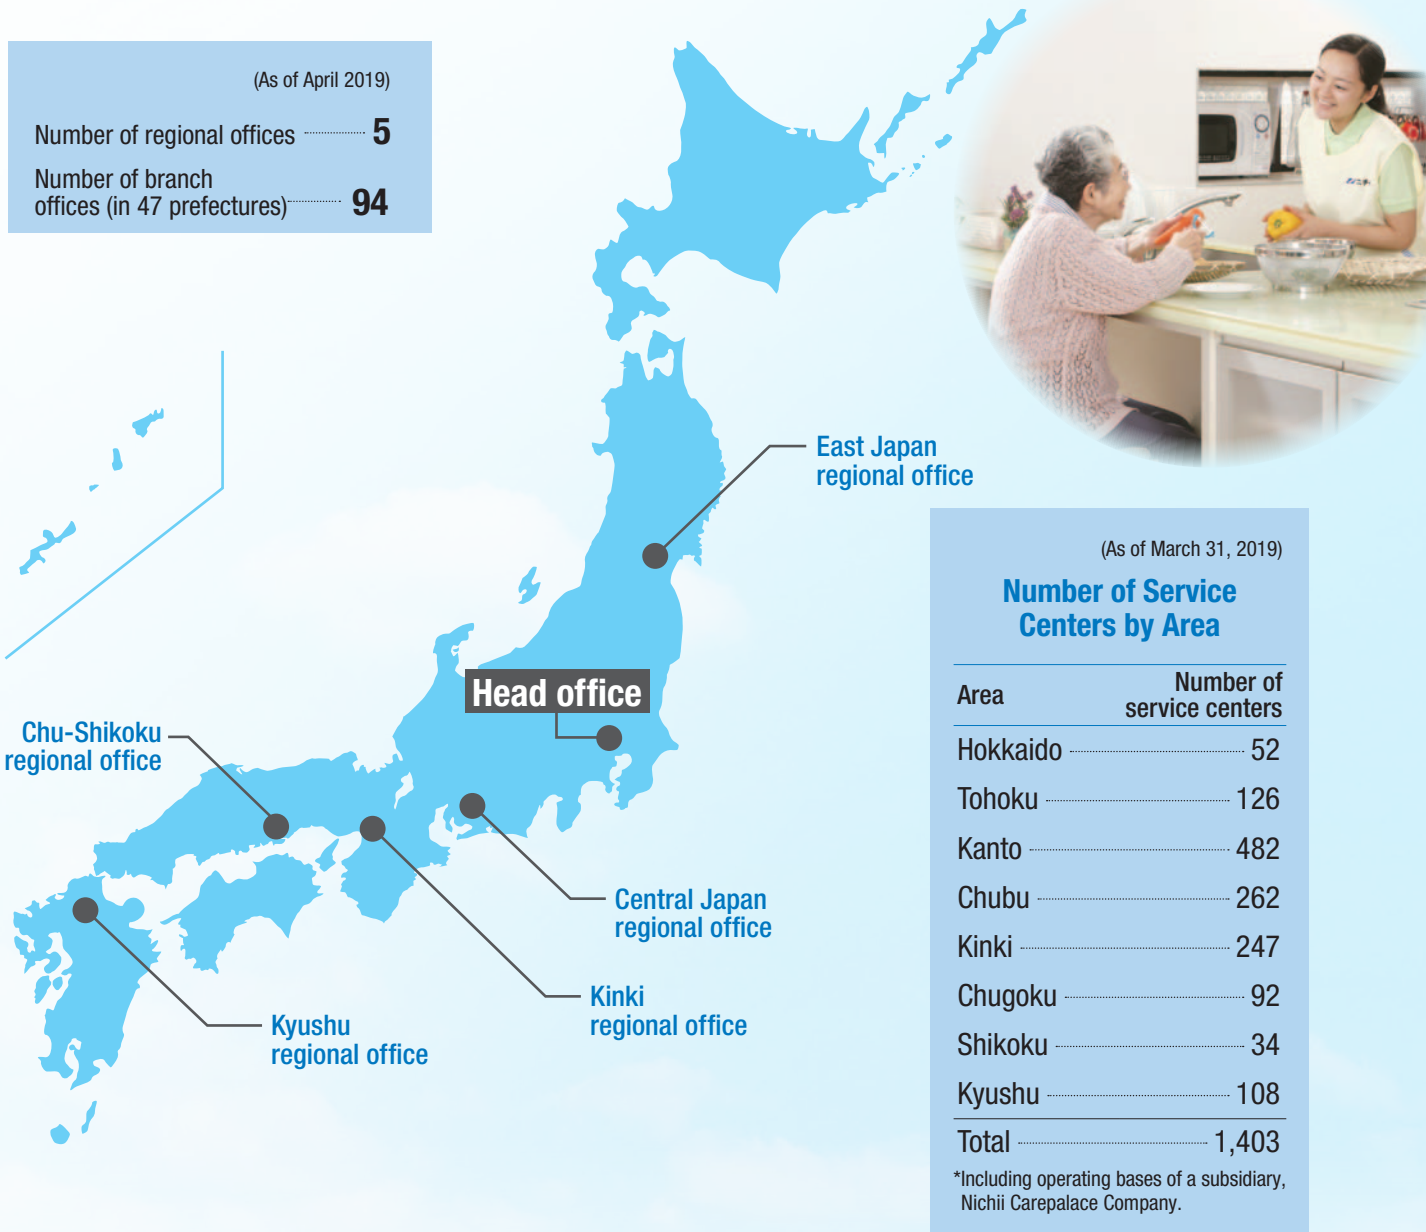 (As of April 2019)
Number of regional offices 5
Number of branch
offices (in 47 prefectures) 94
East Japan
regional office
Head office
Chu-Shikoku
regional office
Central Japan
regional office
Kinki
regional office
Kyushu
regional office
(As of March 31, 2019)
Number of Service
Centers by Area
Area
Number of
service centers
Hokkaido 52
Tohoku 126
Kanto 482
Chubu 262
Kinki 247
Chugoku 92
Shikoku 34
Kyushu 108
Total 1,403
*Including operating bases of a subsidiary,
Nichii Carepalace Company.